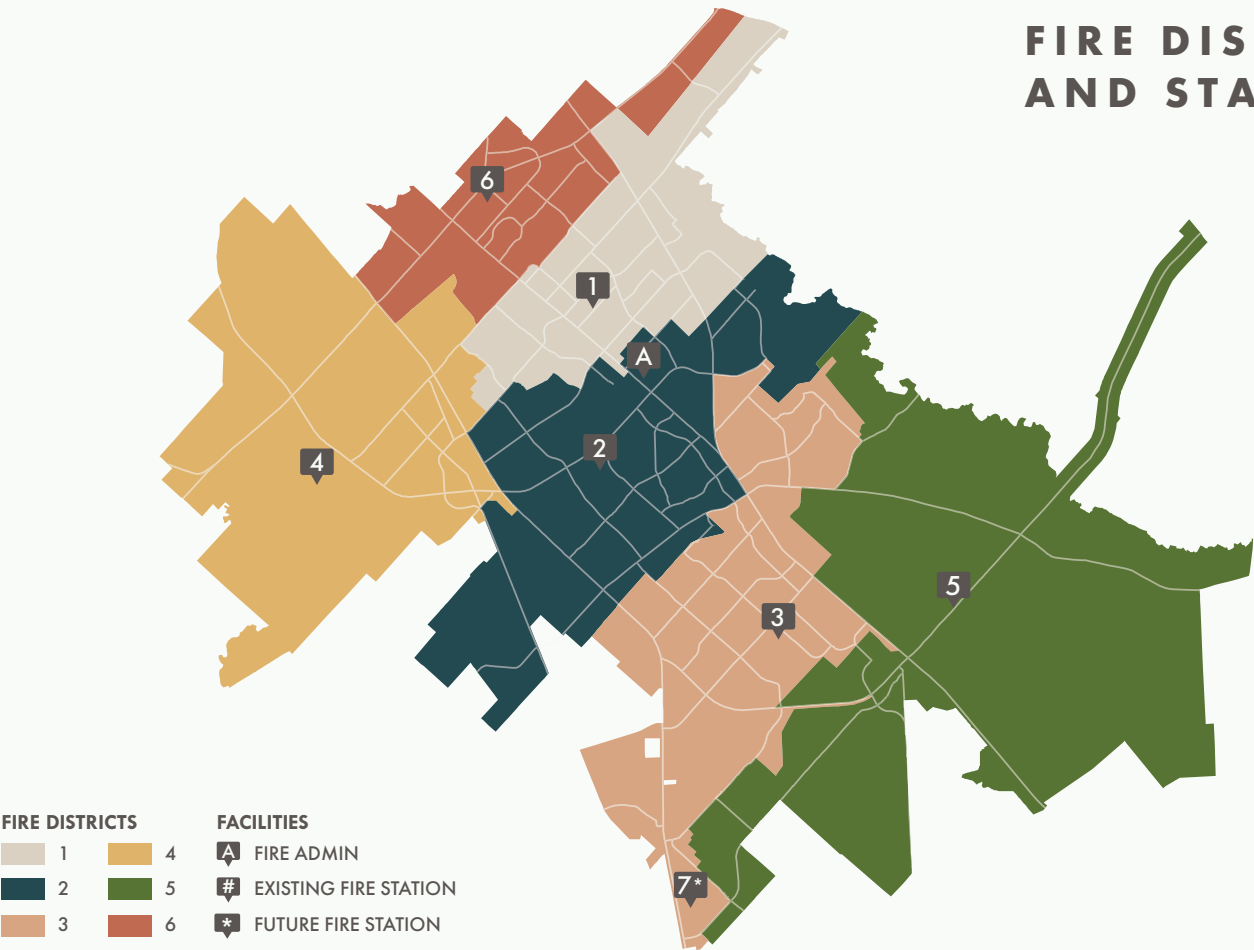 FIRE DIS
AND STA
6
1
A
2
4
5
3
7*
FIRE DISTRICTS
1
4
2
5
3
6
FACILITIES
A FIRE ADMIN
# EXISTING FIRE STATION
* FUTURE FIRE STATION